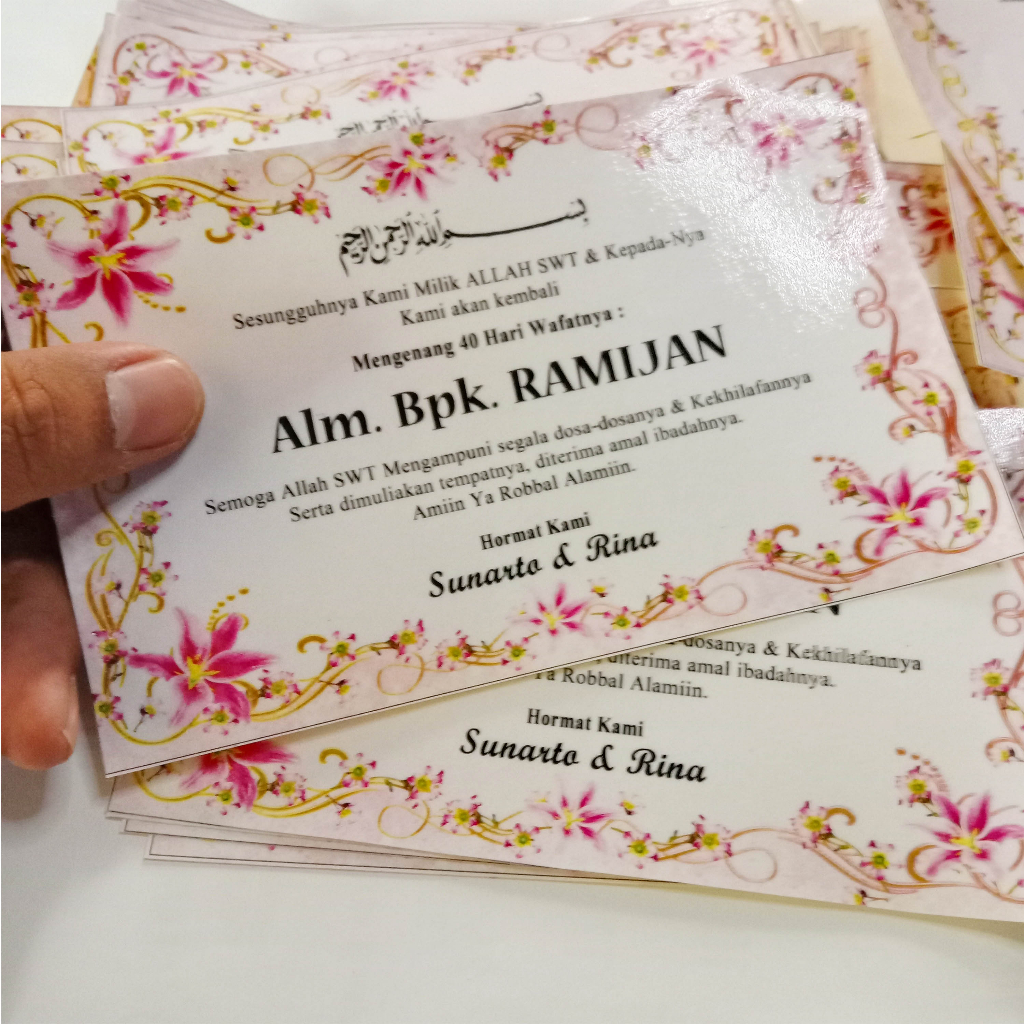 بسم الله الرحمن الرحيم
Sesungguhnya Kami Milik ALLAH SWT & Kepada-Nya
Kami akan kembali
Mengenang 40 Hari Wafatnya :
Alm. Bpk. RAMIJAN
Semoga Allah SWT Mengampuni segala dosa-dosanya & Kekhilafannya
Serta dimuliakan tempatnya, diterima amal ibadahnya.
Amiin Ya Robbal Alamiin.
Hormat Kami
Sunarto & Rina
-dosanya & Kekhilafannya
, diterima amal ibadahnya.
Ya Robbal Alamiin.
Hormat Kami
Sunarto & Rina